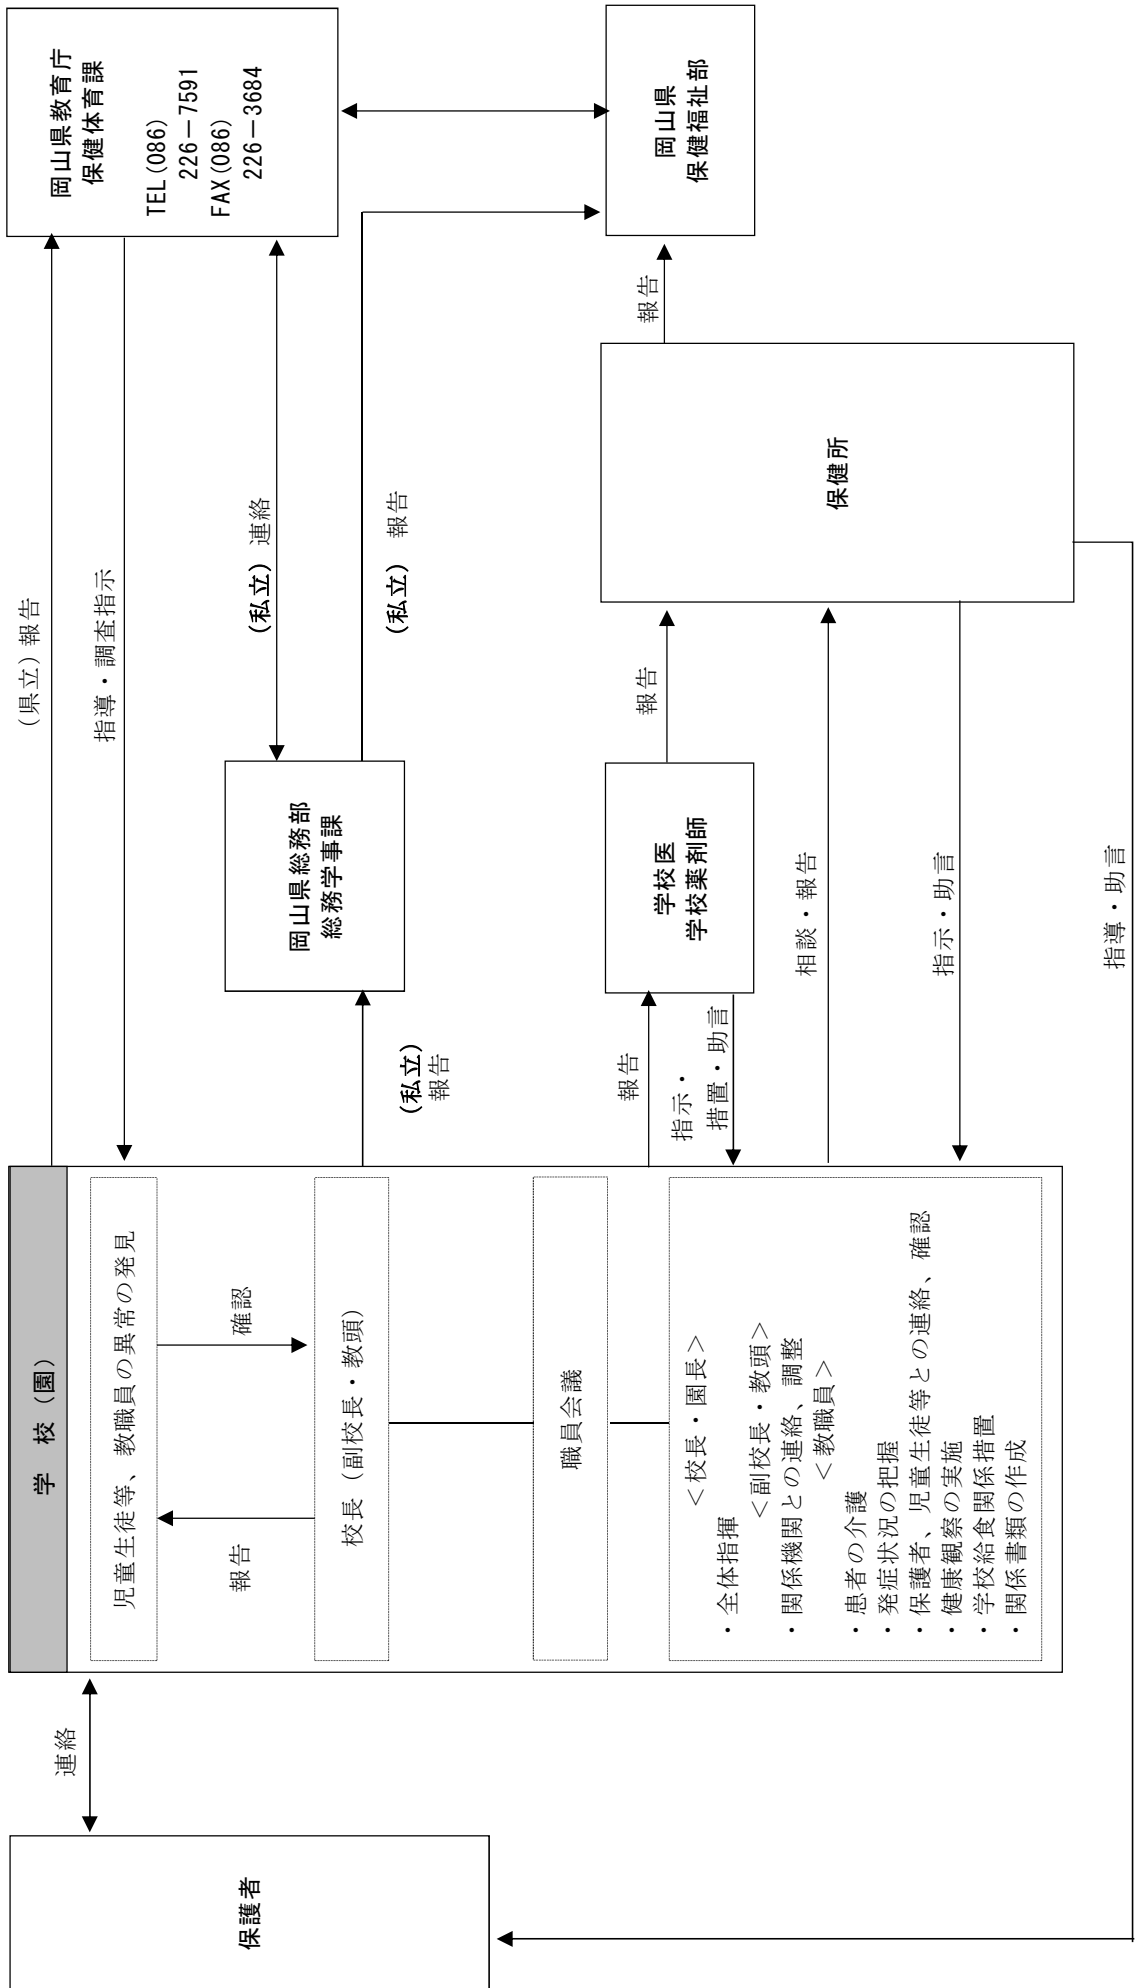 保護者
連絡
学　校（園）
児童生徒等、教職員の異常の発見
報告
確認
校長（副校長・教頭）
職員会議
＜校長・園長＞
・全体指揮
＜副校長・教頭＞
・関係機関との連絡、調整
＜教職員＞
・患者の介護
・発症状況の把握
・保護者、児童生徒等との連絡、確認
・健康観察の実施
・学校給食関係措置
・関係書類の作成
（県立）報告
指導・調査指示
(私立)
報告
岡山県総務部
総務学事課
(私立) 連絡
(私立)　報告
報告
指示・
措置・助言
学校医
学校薬剤師
報告
相談・報告
指示・助言
指導・助言
保健所
報告
岡山県教育庁
保健体育課
TEL(086)
226－7591
FAX(086)
226－3684
岡山県
保健福祉部